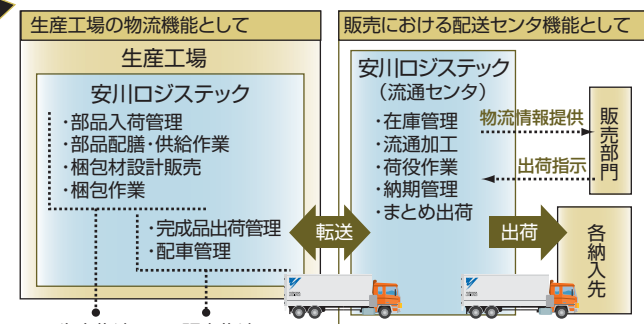 生産工場の物流機能として
生産工場
安川ロジステック
・部品入荷管理
・部品配膳・供給作業
・梱包材設計販売
・梱包作業
・完成品出荷管理
・配車管理
転送
販売における配送センタ機能として
安川ロジステック
（流通センタ）
・在庫管理
・流通加工
・荷役作業
・納期管理
・まとめ出荷
物流情報提供
出荷指示
販売部門
出荷
各納入先